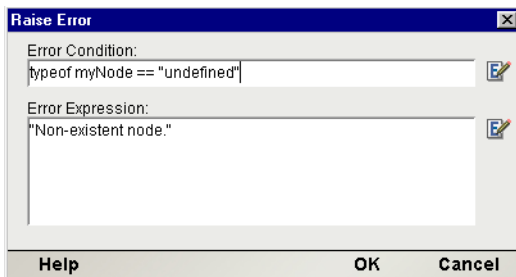 Raise Error
Error Condition:
typeof myNode == "undefined"
Error Expression:
"Non-existent node."
Help OK Cancel